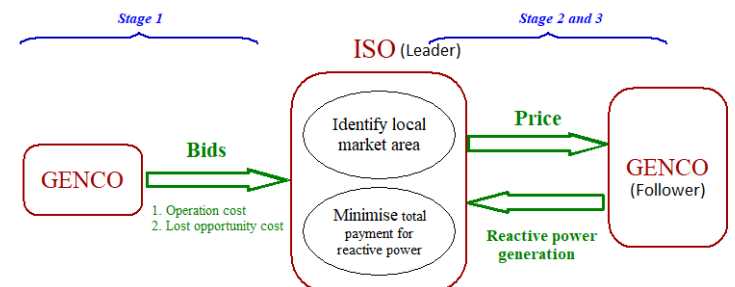 Stage 1
Stage 2 and 3
ISO (Leader)
GENCO
Bids
1. Operation cost
2. Lost opportunity cost
Identify local
market area
Minimise total
payment for
reactive power
Price
Reactive power
generation
GENCO
(Follower)